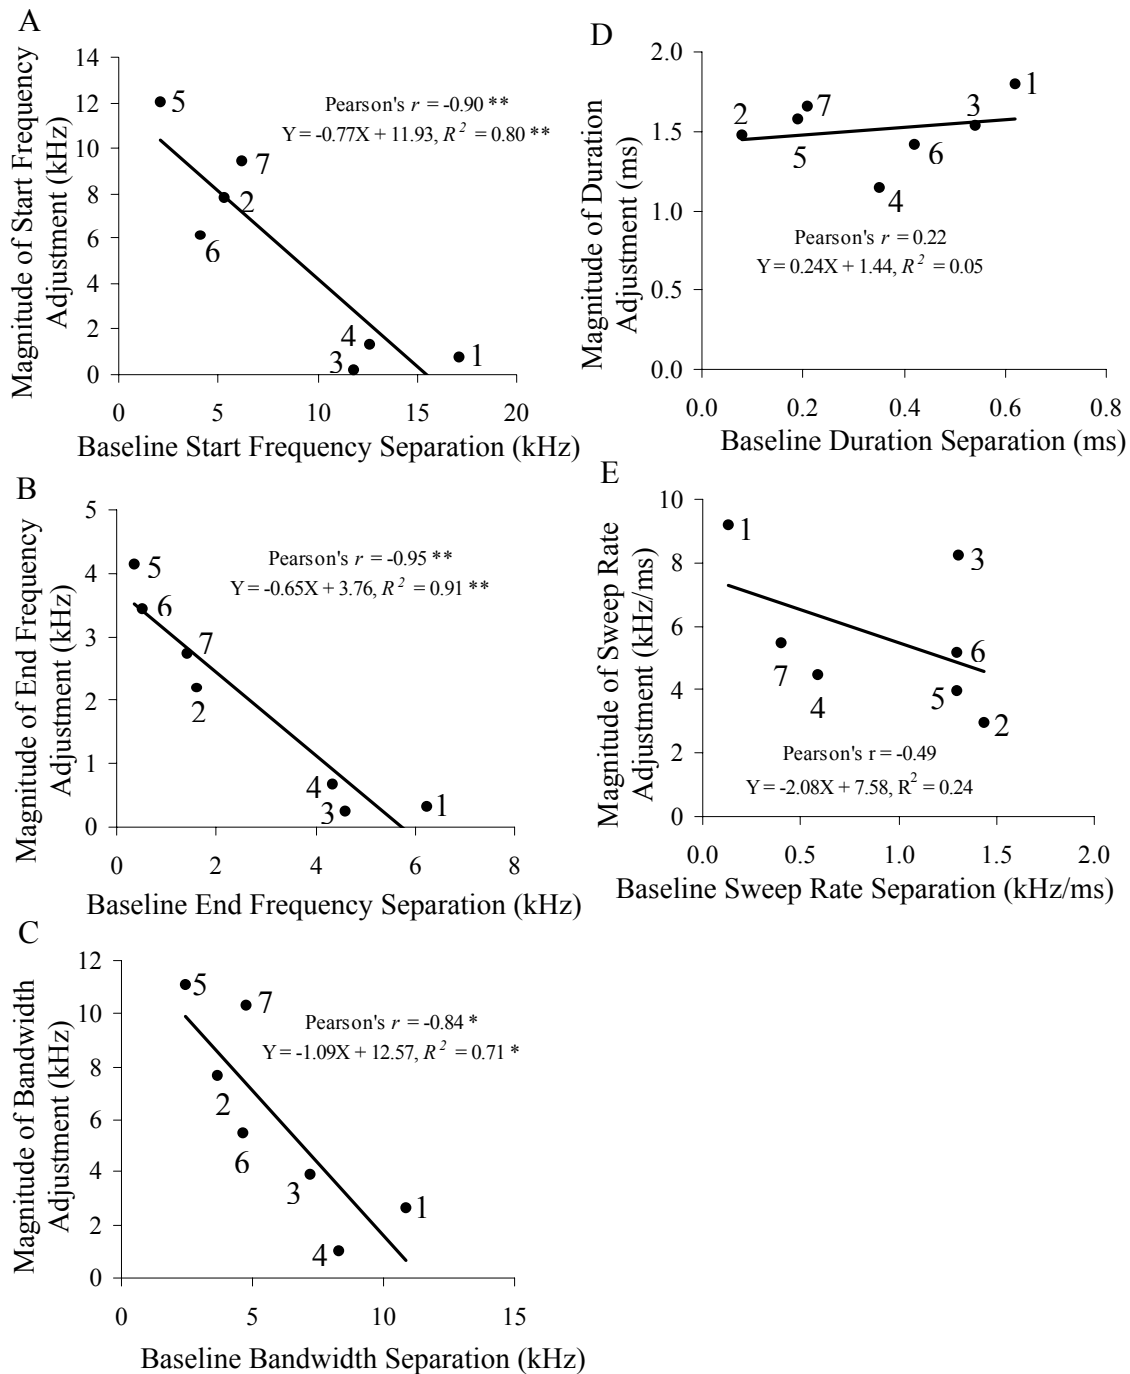 A
Magnitude of Start Frequency
Adjustment (kHz)
14
12
10
8
6
4
2
0
5
7
2
6
4
3
1
Pearson's r = -0.90 **
Y = -0.77X + 11.93, R² = 0.80 **
0 5 10 15 20
Baseline Start Frequency Separation (kHz)
B
Magnitude of End Frequency
Adjustment (kHz)
5
4
3
2
1
0
5
6
7
2
4
3
1
Pearson's r = -0.95 **
Y = -0.65X + 3.76, R² = 0.91 **
0 2 4 6 8
Baseline End Frequency Separation (kHz)
C
Magnitude of Bandwidth
Adjustment (kHz)
12
10
8
6
4
2
0
5
7
2
6
3
4
1
Pearson's r = -0.84 *
Y = -1.09X + 12.57, R² = 0.71 *
0 5 10 15
Baseline Bandwidth Separation (kHz)
D
Magnitude of Duration
Adjustment (ms)
2.0
1.5
1.0
0.5
0.0
2
7
5
4
6
3
1
Pearson's r = 0.22
Y = 0.24X + 1.44, R² = 0.05
0.0 0.2 0.4 0.6 0.8
Baseline Duration Separation (ms)
E
Magnitude of Sweep Rate
Adjustment (kHz/ms)
10
8
6
4
2
0
1
3
7
4
6
5
2
Pearson's r = -0.49
Y = -2.08X + 7.58, R² = 0.24
0.0 0.5 1.0 1.5 2.0
Baseline Sweep Rate Separation (kHz/ms)